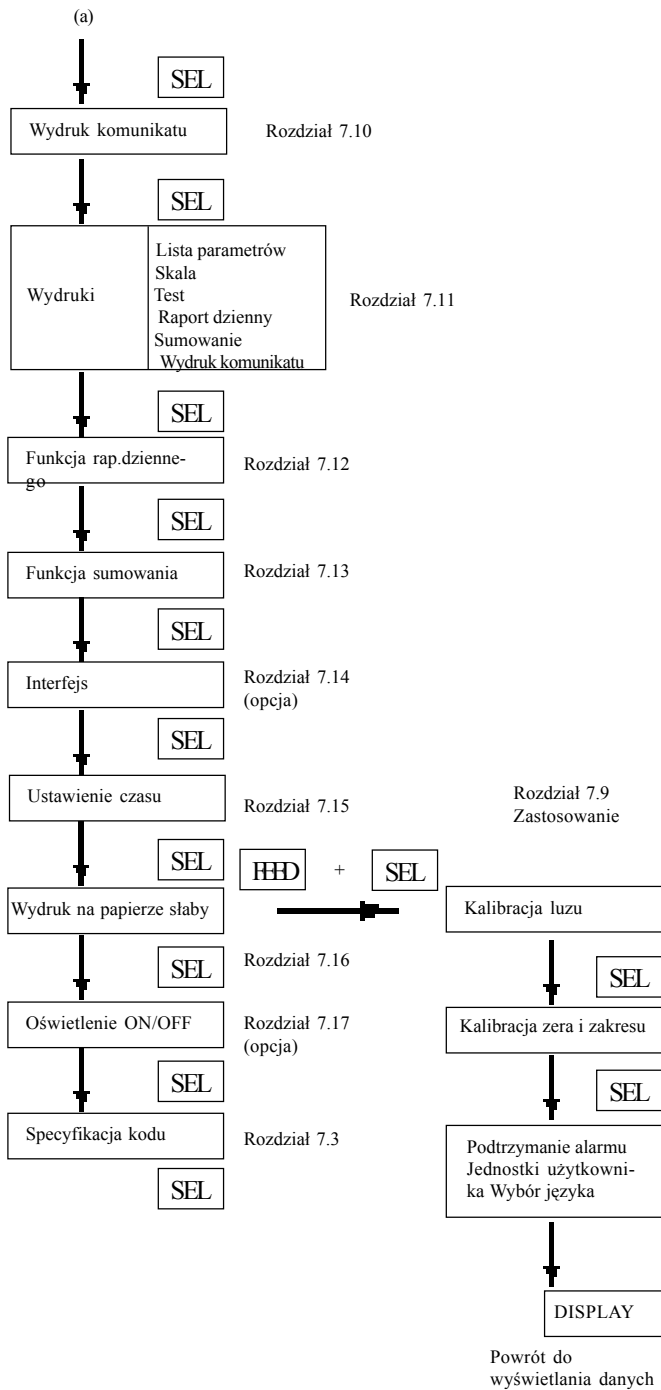 (a)
SEL
Wydruk komunikatu
Rozdział 7.10
SEL
Wydruki
Lista parametrów
Skala
Test
Raport dzienny
Sumowanie
Wydruk komunikatu
Rozdział 7.11
SEL
Funkcja rap.dzienne-
go
Rozdział 7.12
SEL
Funkcja sumowania
Rozdział 7.13
SEL
Interfejs
Rozdział 7.14
(opcja)
SEL
Ustawienie czasu
Rozdział 7.15
SEL
Wydruk na papierze słaby
FEED + SEL
Rozdział 7.9
Zastosowanie
Kalibracja luzu
SEL
Rozdział 7.16
Oświetlenie ON/OFF
Rozdział 7.17
(opcja)
SEL
Specyfikacja kodu
Rozdział 7.3
SEL
SEL
Kalibracja zera i zakresu
SEL
Podtrzymanie alarmu
Jednostki użytkowni-
ka Wybór języka
DISPLAY
Powrót do
wyświetlania danych